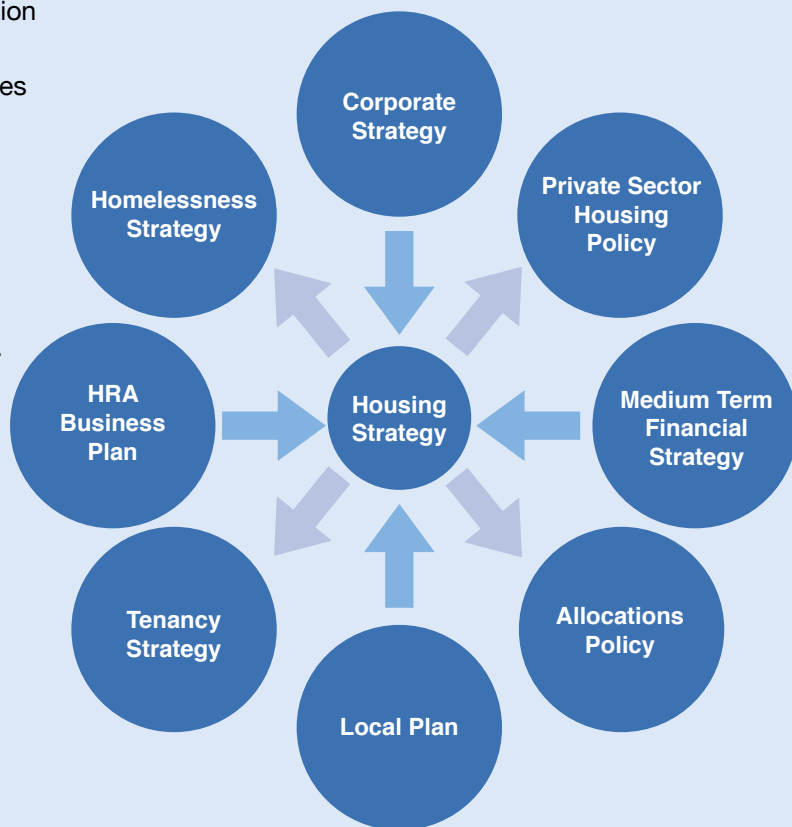 ion
es
Corporate
Strategy
Homelessness
Strategy
Private Sector
Housing
Policy
HRA
Business
Plan
Housing
Strategy
Medium Term
Financial
Strategy
Tenancy
Strategy
Allocations
Policy
Local Plan